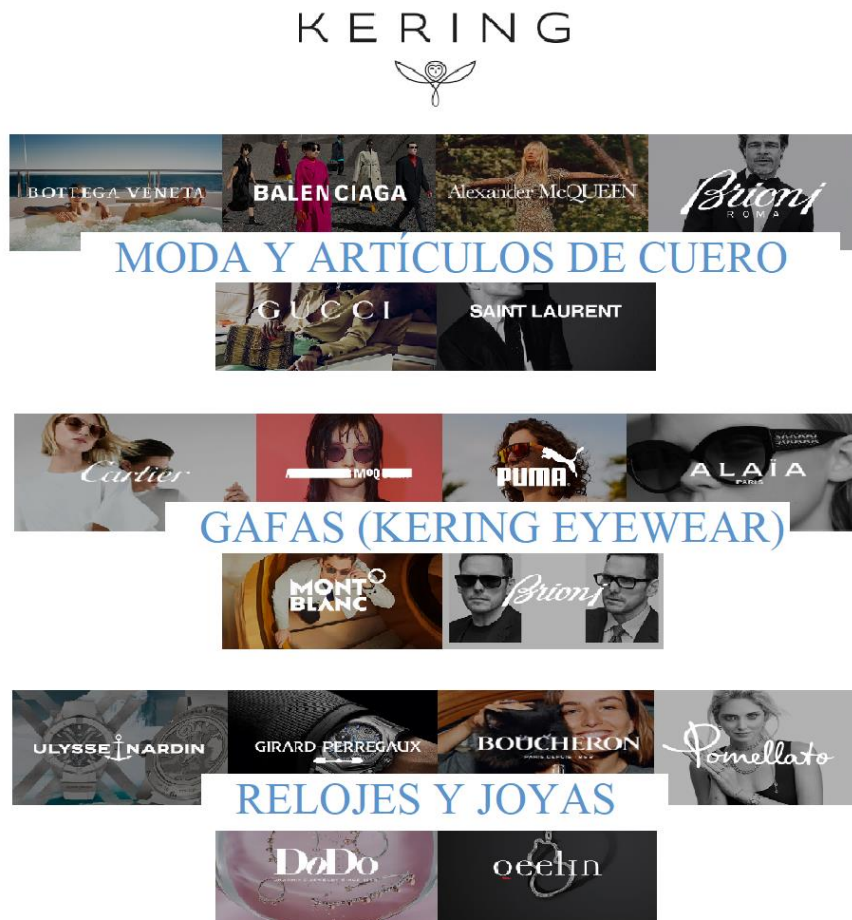 KERING
BOTTEGA VENETA
BALENCIAGA
Alexander McQUEEN
Brioni
ROMA
MODA Y ARTÍCULOS DE CUERO
GUCCI
SAINT LAURENT
Cartier
MCQ
PUMA
ALAÏA
PARIS
GAFAS (KERING EYEWEAR)
MONT
BLANC
Brioni
ULYSSE NARDIN
GIRARD PERREGAUX
BOUCHERON
Pomellato
RELOJES Y JOYAS
DoDo
Qeelin